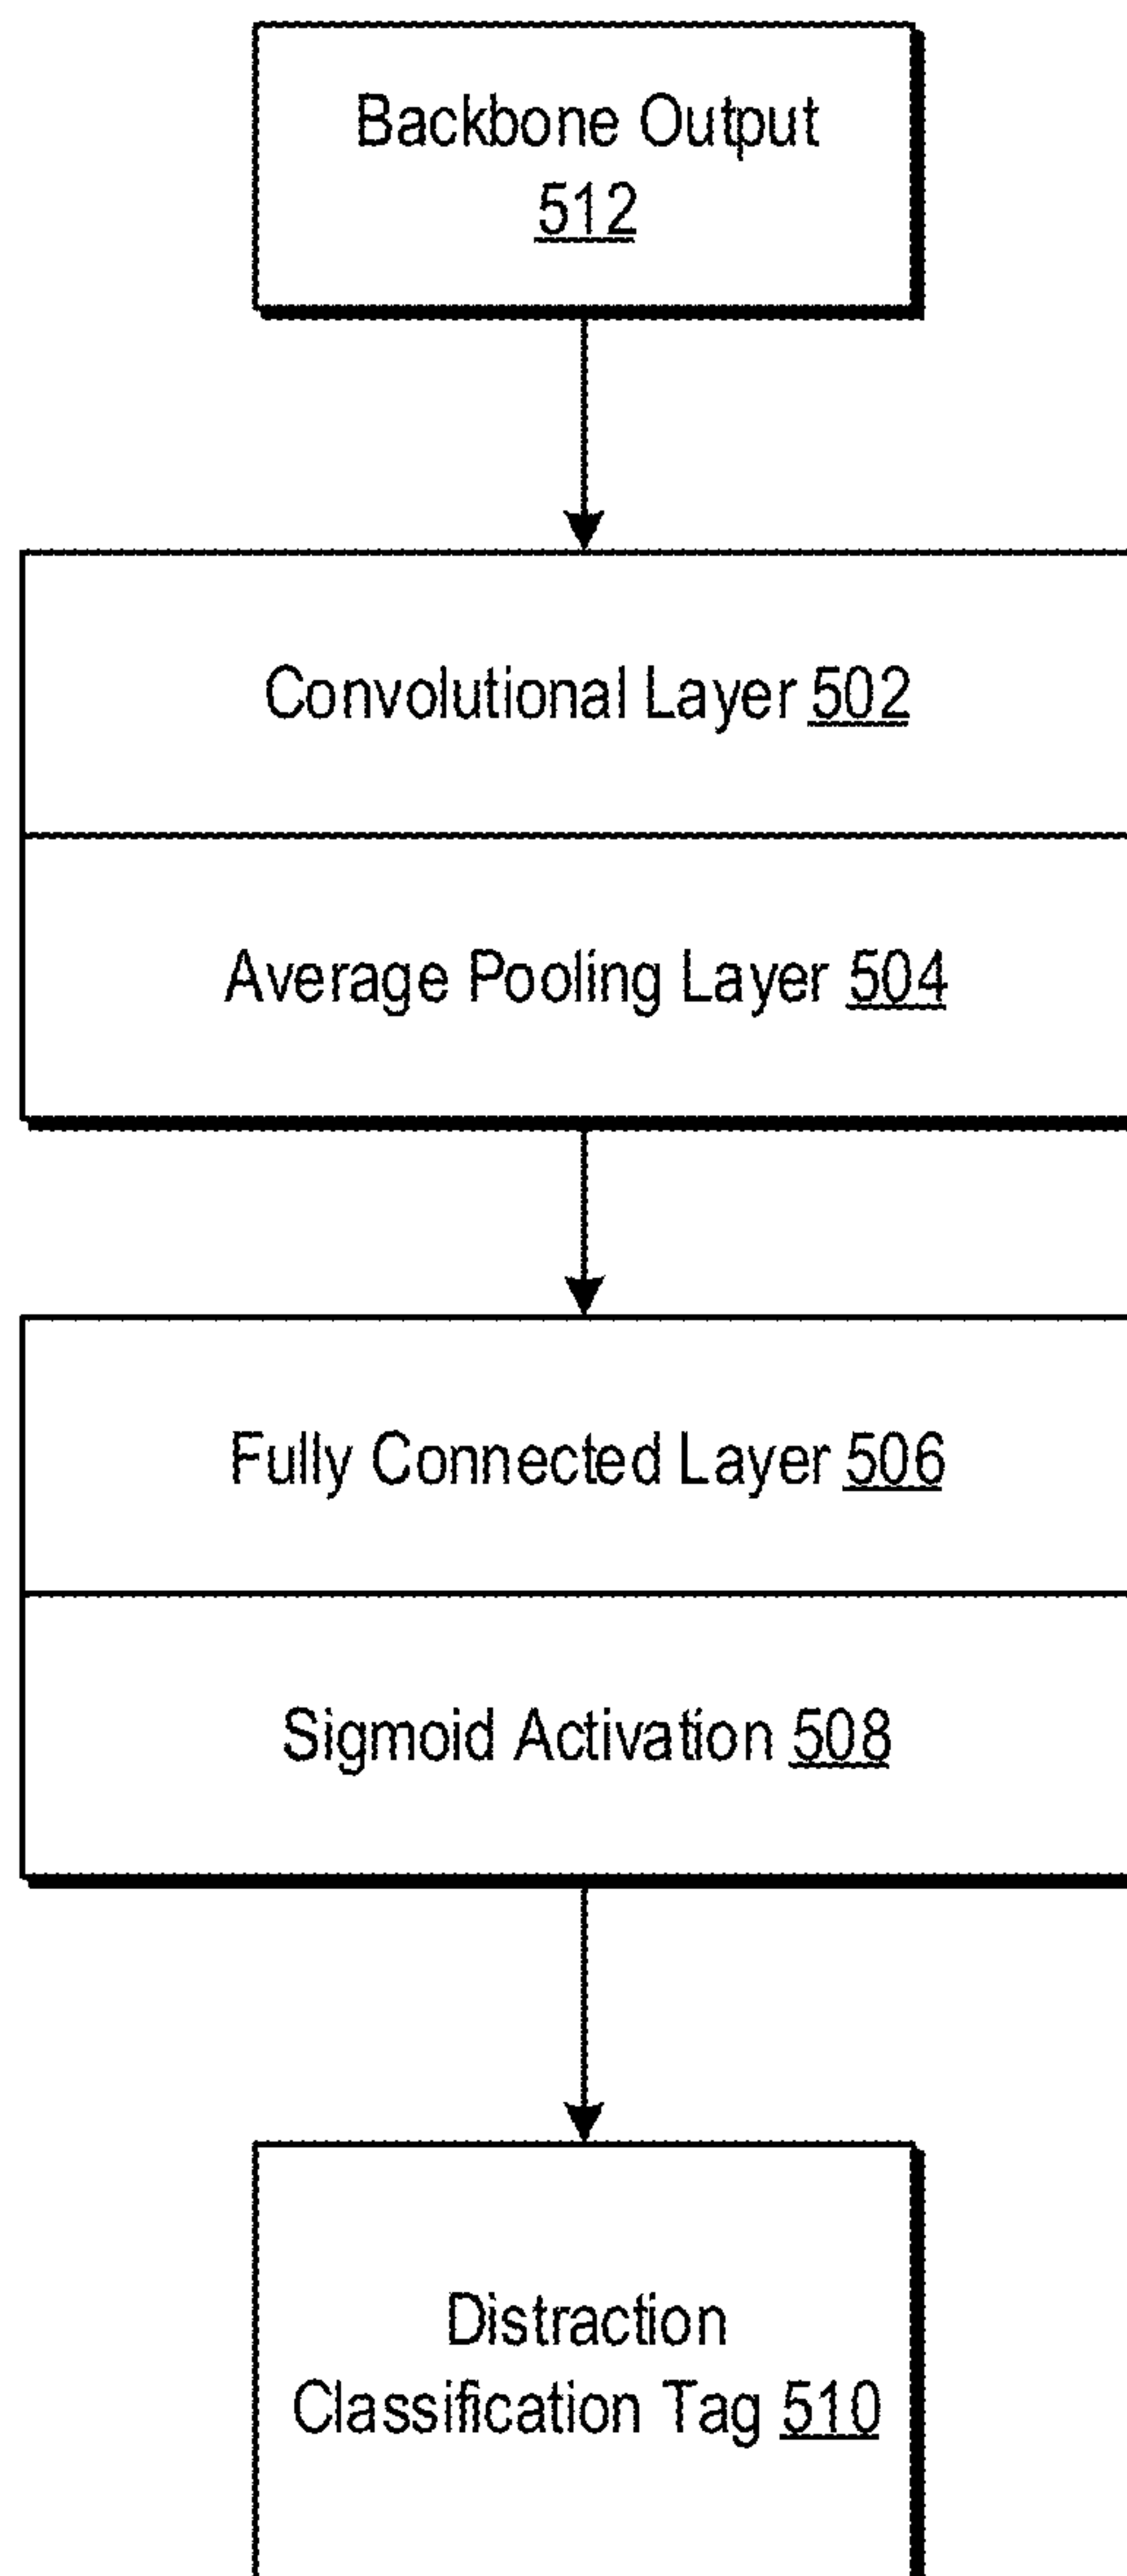 Backbone Output
512
Convolutional Layer 502
Average Pooling Layer 504
Fully Connected Layer 506
Sigmoid Activation 508
Distraction
Classification Tag 510